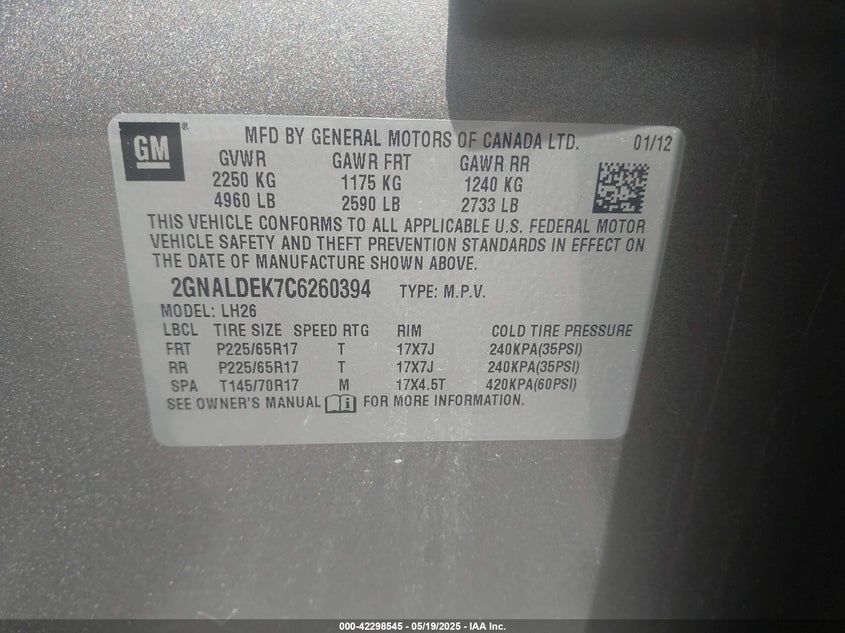 GM ® MFD BY GENERAL MOTORS OF CANADA LTD. 01/12
GVWR GAWR FRT GAWR RR
2250 KG 1175 KG 1240 KG
4960 LB 2590 LB 2733 LB
THIS VEHICLE CONFORMS TO ALL APPLICABLE U.S. FEDERAL MOTOR
VEHICLE SAFETY AND THEFT PREVENTION STANDARDS IN EFFECT ON
THE DATE OF MANUFACTURE SHOWN ABOVE.
2GNALDEK7C6260394 TYPE: M.P.V.
MODEL: LH26
LBCL TIRE SIZE SPEED RTG RIM COLD TIRE PRESSURE
FRT P225/65R17 T 17X7J 240KPA(35PSI)
RR P225/65R17 T 17X7J 240KPA(35PSI)
SPA T145/70R17 M 17X4.5T 420KPA(60PSI)
SEE OWNER'S MANUAL i FOR MORE INFORMATION.
000-42298545 - 05/19/2025 - IAA Inc.